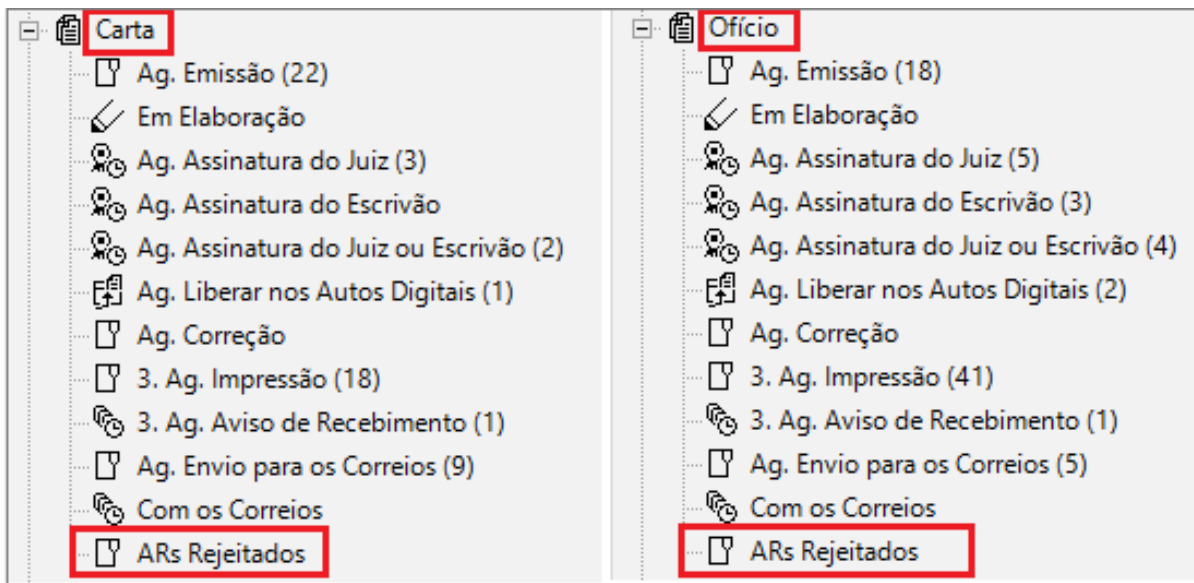 Carta
Ag. Emissão (22)
Em Elaboração
Ag. Assinatura do Juiz (3)
Ag. Assinatura do Escrivão
Ag. Assinatura do Juiz ou Escrivão (2)
Ag. Liberar nos Autos Digitais (1)
Ag. Correção
3. Ag. Impressão (18)
3. Ag. Aviso de Recebimento (1)
Ag. Envio para os Correios (9)
Com os Correios
ARs Rejeitados
Ofício
Ag. Emissão (18)
Em Elaboração
Ag. Assinatura do Juiz (5)
Ag. Assinatura do Escrivão (3)
Ag. Assinatura do Juiz ou Escrivão (4)
Ag. Liberar nos Autos Digitais (2)
Ag. Correção
3. Ag. Impressão (41)
3. Ag. Aviso de Recebimento (1)
Ag. Envio para os Correios (5)
Com os Correios
ARs Rejeitados